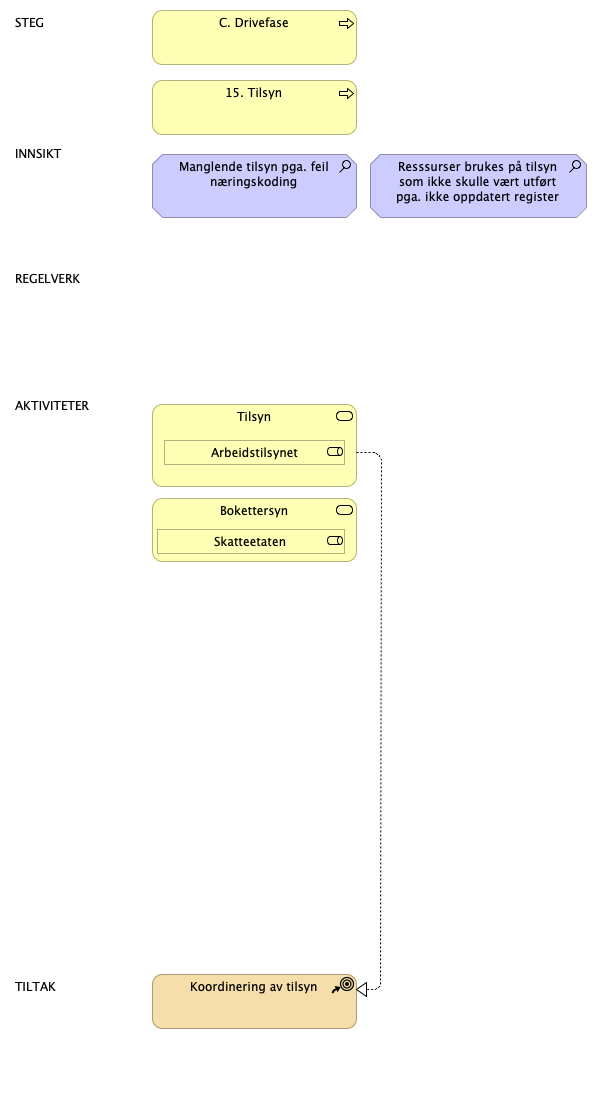 STEG
C. Drivefase
15. Tilsyn
INNSIKT
Manglende tilsyn pga. feil
næringskoding
Resssurser brukes på tilsyn
som ikke skulle vært utført
pga. ikke oppdatert register
REGELVERK
AKTIVITETER
Tilsyn
Arbeidstilsynet
Bokettersyn
Skatteetaten
TILTAK
Koordinering av tilsyn